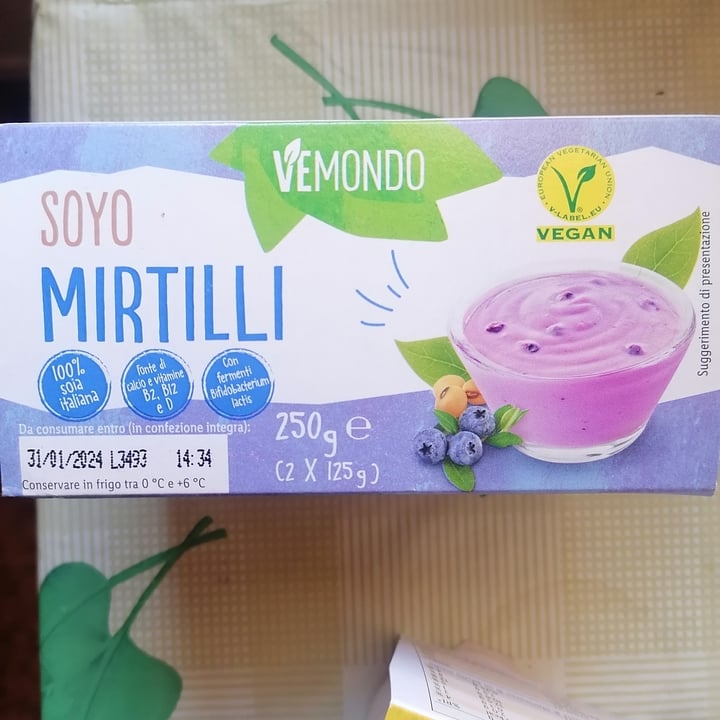 VEMONDO
SOYO
MIRTILLI
EUROPEAN VEGETARIAN UNION
V-LABEL.EU
VEGAN
Suggerimento di presentazione
100%
soia
italiana
Fonte di
calcio e vitamine
B2, B12
e D
Con
fermenti
Bifidobacterium
lactis
Da consumare entro (in confezione integra):
31/01/2024 L3493 14:34
Conservare in frigo tra 0 °C e +6 °C
250g e
(2 X 125g)